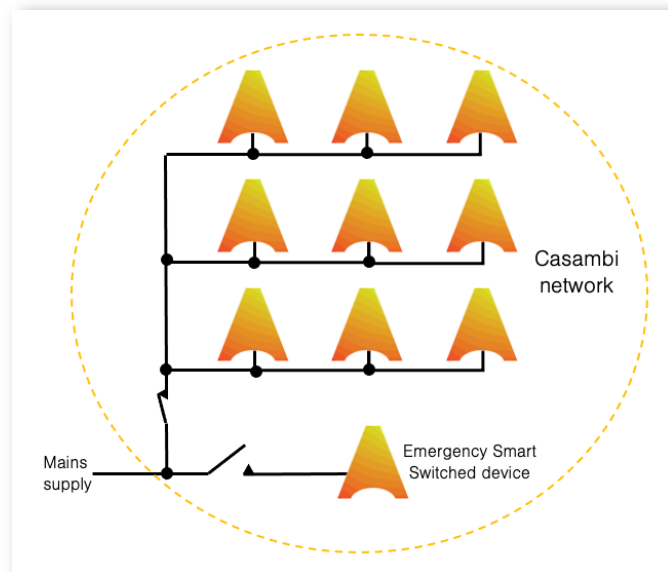 Casambi
network
Emergency Smart
Switched device
Mains
supply